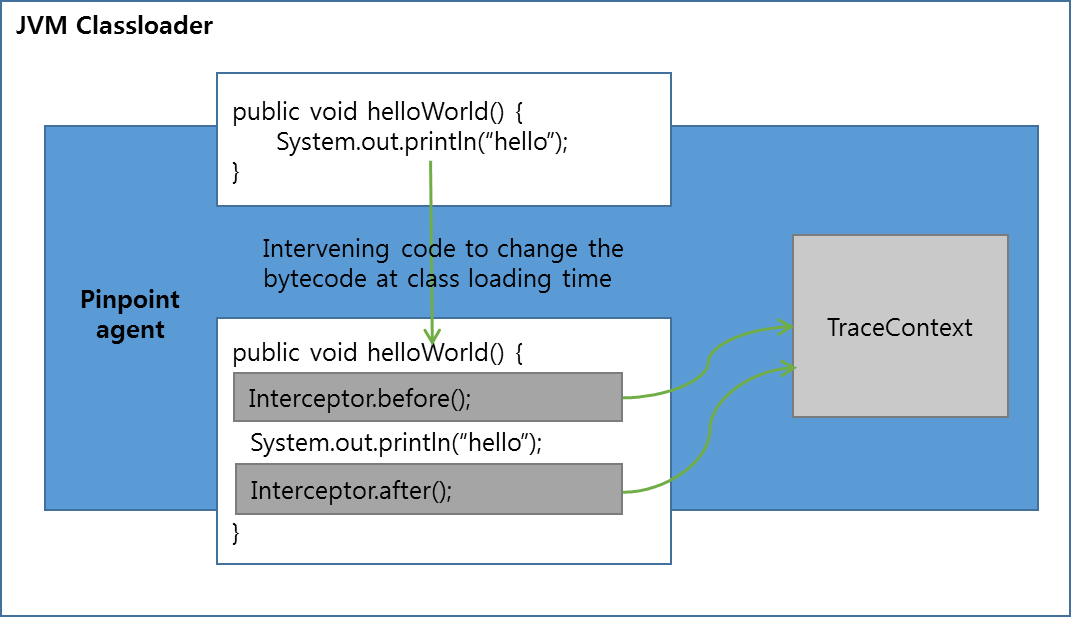 JVM Classloader
public void helloWorld() {
System.out.println(“hello”);
}
Intervening code to change the
bytecode at class loading time
Pinpoint
agent
public void helloWorld() {
Interceptor.before();
System.out.println(“hello”);
Interceptor.after();
}
TraceContext